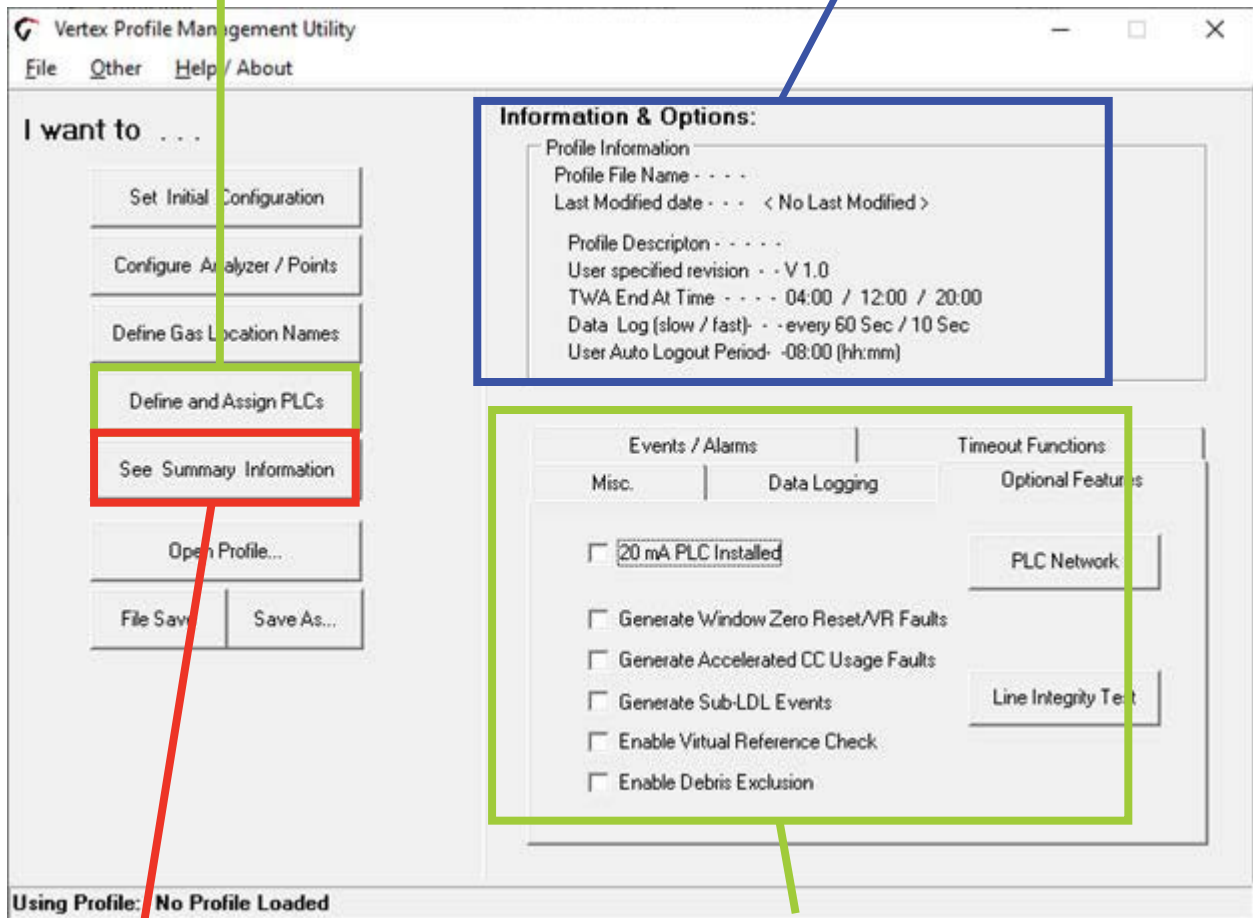 Vertex Profile Management Utility
File Other Help / About
I want to . . .
Set Initial Configuration
Configure Analyzer / Points
Define Gas Location Names
Define and Assign PLCs
See Summary Information
Open Profile...
File Save Save As...
Information & Options:
Profile Information
Profile File Name - - - -
Last Modified date - - - < No Last Modified >
Profile Descripton - - - - -
User specified revision - - V 1.0
TWA End At Time - - - - 04:00 / 12:00 / 20:00
Data Log (slow / fast)- - - every 60 Sec / 10 Sec
User Auto Logout Period- -08:00 (hh:mm)
Events / Alarms Timeout Functions
Misc. Data Logging Optional Features
20 mA PLC Installed
PLC Network
Generate Window Zero Reset/VR Faults
Generate Accelerated CC Usage Faults
Generate Sub-LDL Events
Line Integrity Test
Enable Virtual Reference Check
Enable Debris Exclusion
Using Profile: No Profile Loaded